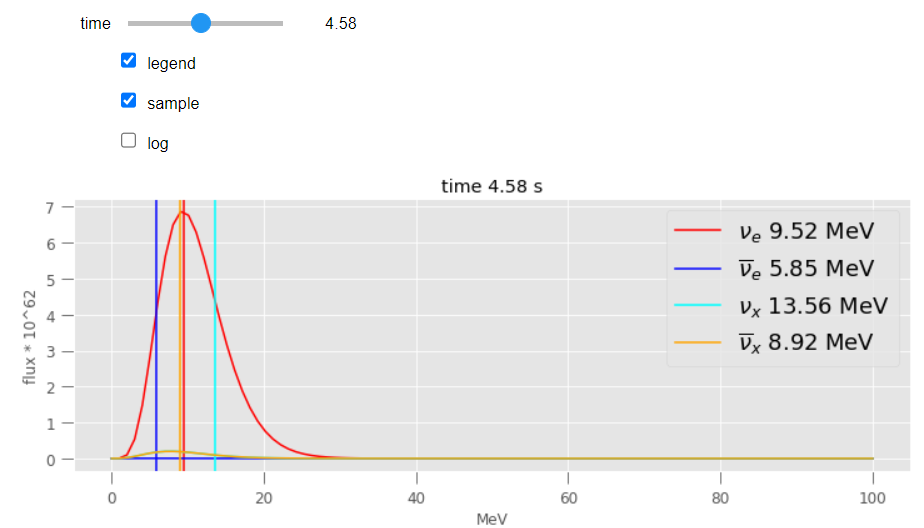 time 4.58
legend
sample
log
time 4.58 s
7
6
5
4
3
2
1
0
flux * 10^62
νₑ 9.52 MeV
ν̅ₑ 5.85 MeV
νₓ 13.56 MeV
ν̅ₓ 8.92 MeV
0 20 40 60 80 100
MeV